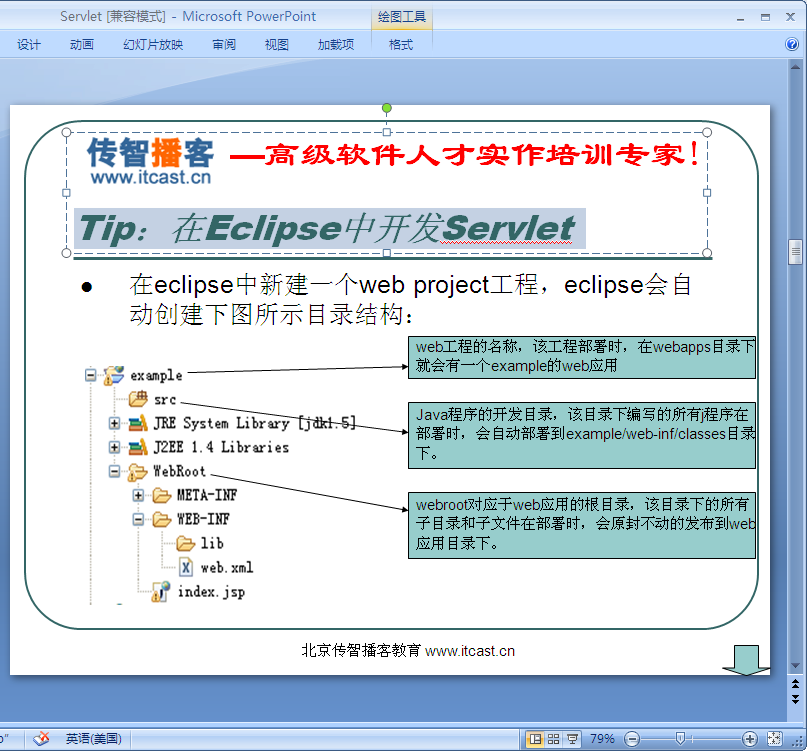 Servlet [兼容模式] - Microsoft PowerPoint
绘图工具
设计 动画 幻灯片放映 审阅 视图 加载项 格式
传智播客 —高级软件人才实作培训专家!
www.itcast.cn
Tip：在Eclipse中开发Servlet
● 在eclipse中新建一个web project工程，eclipse会自
动创建下图所示目录结构：
web工程的名称，该工程部署时，在webapps目录下
就会有一个example的web应用
example
src
Java程序的开发目录，该目录下编写的所有j程序在
部署时，会自动部署到example/web-inf/classes目录
下。
JRE System Library [jdk1.5]
J2EE 1.4 Libraries
WebRoot
META-INF
webroot对应于web应用的根目录，该目录下的所有
子目录和子文件在部署时，会原封不动的发布到web
应用目录下。
WEB-INF
lib
web.xml
index.jsp
北京传智播客教育 www.itcast.cn
英语(美国)
79%